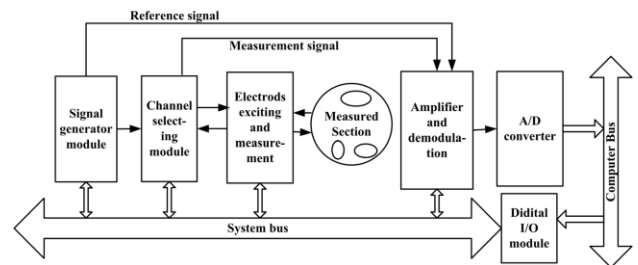 Reference signal
Measurement signal
Signal
generator
module
Channel
select-
ing
module
Electrods
exciting
and
measure-
ment
Measured
Section
Amplifier
and
demodula-
tion
A/D
converter
Computer Bus
System bus
Didital
I/O
module